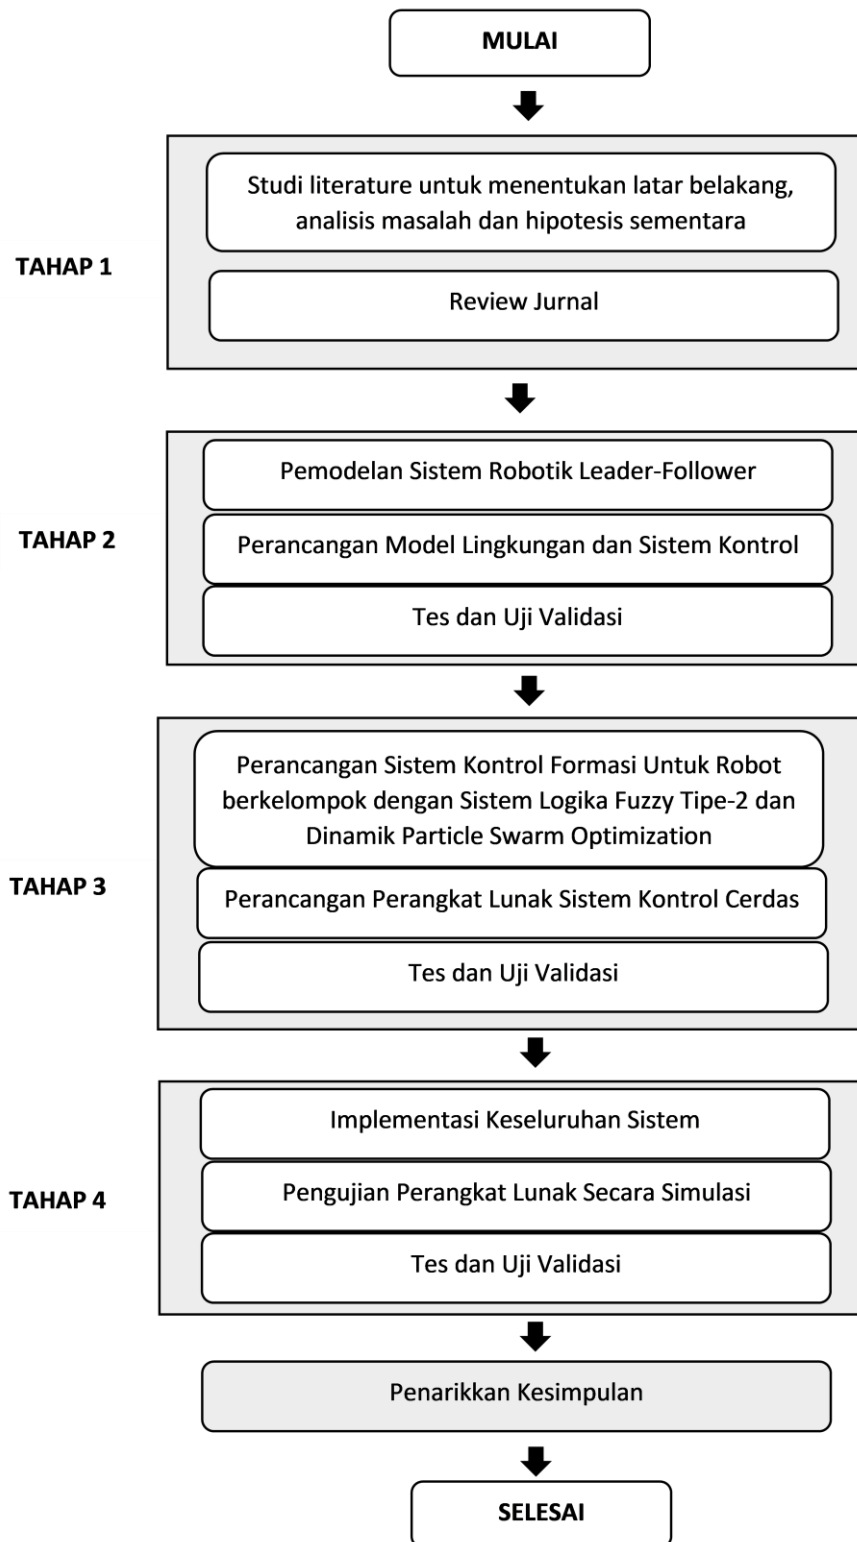 MULAI
Studi literature untuk menentukan latar belakang,
analisis masalah dan hipotesis sementara
TAHAP 1
Review Jurnal
Pemodelan Sistem Robotik Leader-Follower
TAHAP 2
Perancangan Model Lingkungan dan Sistem Kontrol
Tes dan Uji Validasi
Perancangan Sistem Kontrol Formasi Untuk Robot
berkelompok dengan Sistem Logika Fuzzy Tipe-2 dan
Dinamik Particle Swarm Optimization
TAHAP 3
Perancangan Perangkat Lunak Sistem Kontrol Cerdas
Tes dan Uji Validasi
Implementasi Keseluruhan Sistem
TAHAP 4
Pengujian Perangkat Lunak Secara Simulasi
Tes dan Uji Validasi
Penarikkan Kesimpulan
SELESAI